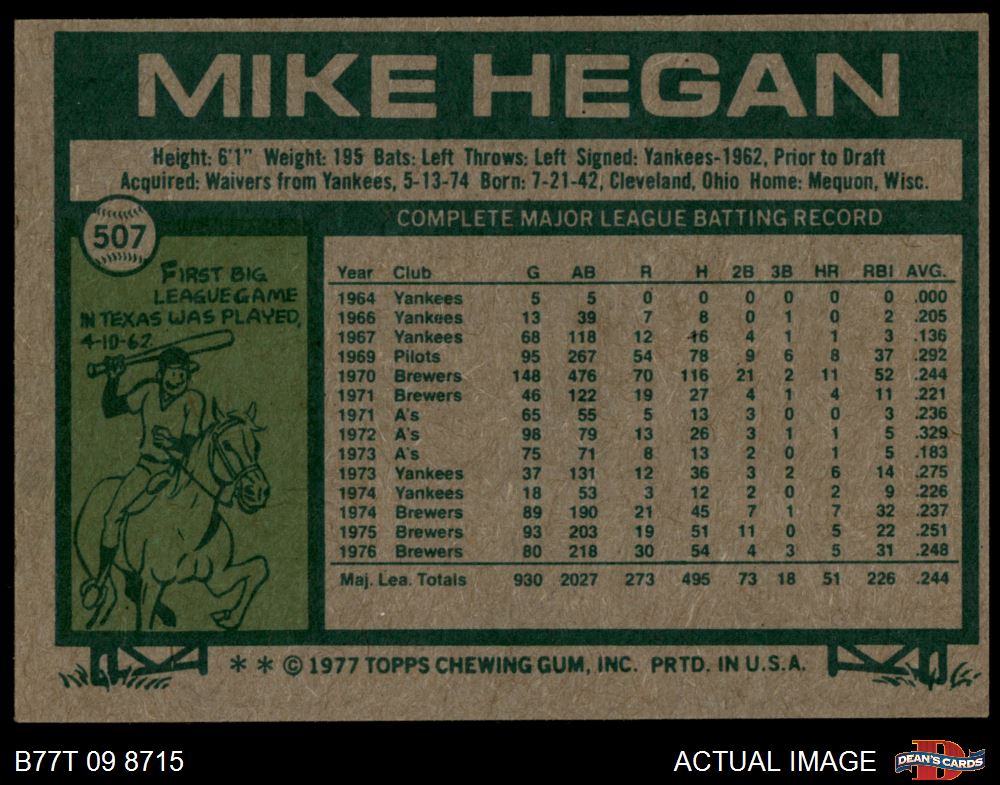 MIKE HEGAN
Height: 6'1" Weight: 195 Bats: Left Throws: Left Signed: Yankees-1962, Prior to Draft
Acquired: Waivers from Yankees, 5-13-74 Born: 7-21-42, Cleveland, Ohio Home: Mequon, Wisc.
507
FIRST BIG
LEAGUE GAME
IN TEXAS WAS PLAYED,
4-10-62.
COMPLETE MAJOR LEAGUE BATTING RECORD
Year Club G AB R H 2B 3B HR RBI AVG.
1964 Yankees 5 5 0 0 0 0 0 0 .000
1966 Yankees 13 39 7 8 0 1 0 2 .205
1967 Yankees 68 118 12 16 4 1 1 3 .136
1969 Pilots 95 267 54 78 9 6 8 37 .292
1970 Brewers 148 476 70 116 21 2 11 52 .244
1971 Brewers 46 122 19 27 4 1 4 11 .221
1971 A's 65 55 5 13 3 0 0 3 .236
1972 A's 98 79 13 26 3 1 1 5 .329
1973 A's 75 71 8 13 2 0 1 5 .183
1973 Yankees 37 131 12 36 3 2 6 14 .275
1974 Yankees 18 53 3 12 2 0 2 9 .226
1974 Brewers 89 190 21 45 7 1 7 32 .237
1975 Brewers 93 203 19 51 11 0 5 22 .251
1976 Brewers 80 218 30 54 4 3 5 31 .248
Maj. Lea. Totals 930 2027 273 495 73 18 51 226 .244
* * © 1977 TOPPS CHEWING GUM, INC. PRTD. IN U.S.A.
B77T 09 8715
ACTUAL IMAGE
D
DEAN'S CARDS